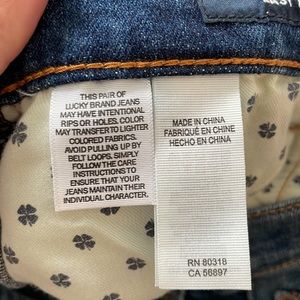 THIS PAIR OF
LUCKY BRAND JEANS
MAY HAVE INTENTIONAL
RIPS OR HOLES. COLOR
MAY TRANSFER TO LIGHTER
COLORED FABRICS.
AVOID PULLING UP BY
BELT LOOPS. SIMPLY
FOLLOW THE CARE
INSTRUCTIONS TO
ENSURE THAT YOUR
JEANS MAINTAIN THEIR
INDIVIDUAL CHARACTER.
MADE IN CHINA
FABRIQUÉ EN CHINE
HECHO EN CHINA
RN 80318
CA 56897